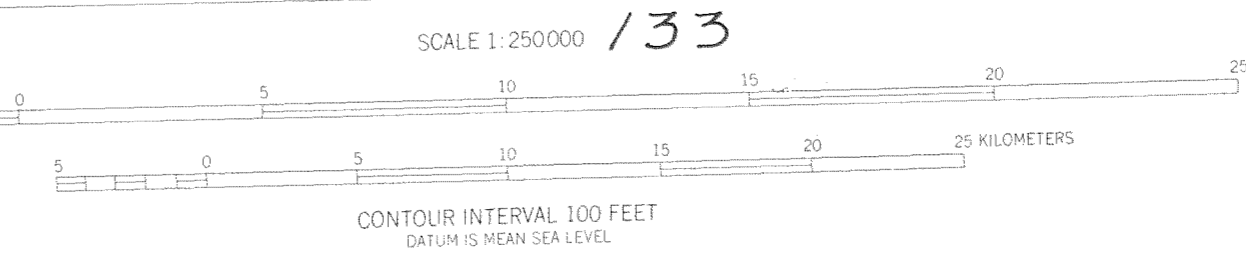 SCALE 1:250000 133
0 5 10 15 20 25
5 0 5 10 15 20 25 KILOMETERS
CONTOUR INTERVAL 100 FEET
DATUM IS MEAN SEA LEVEL